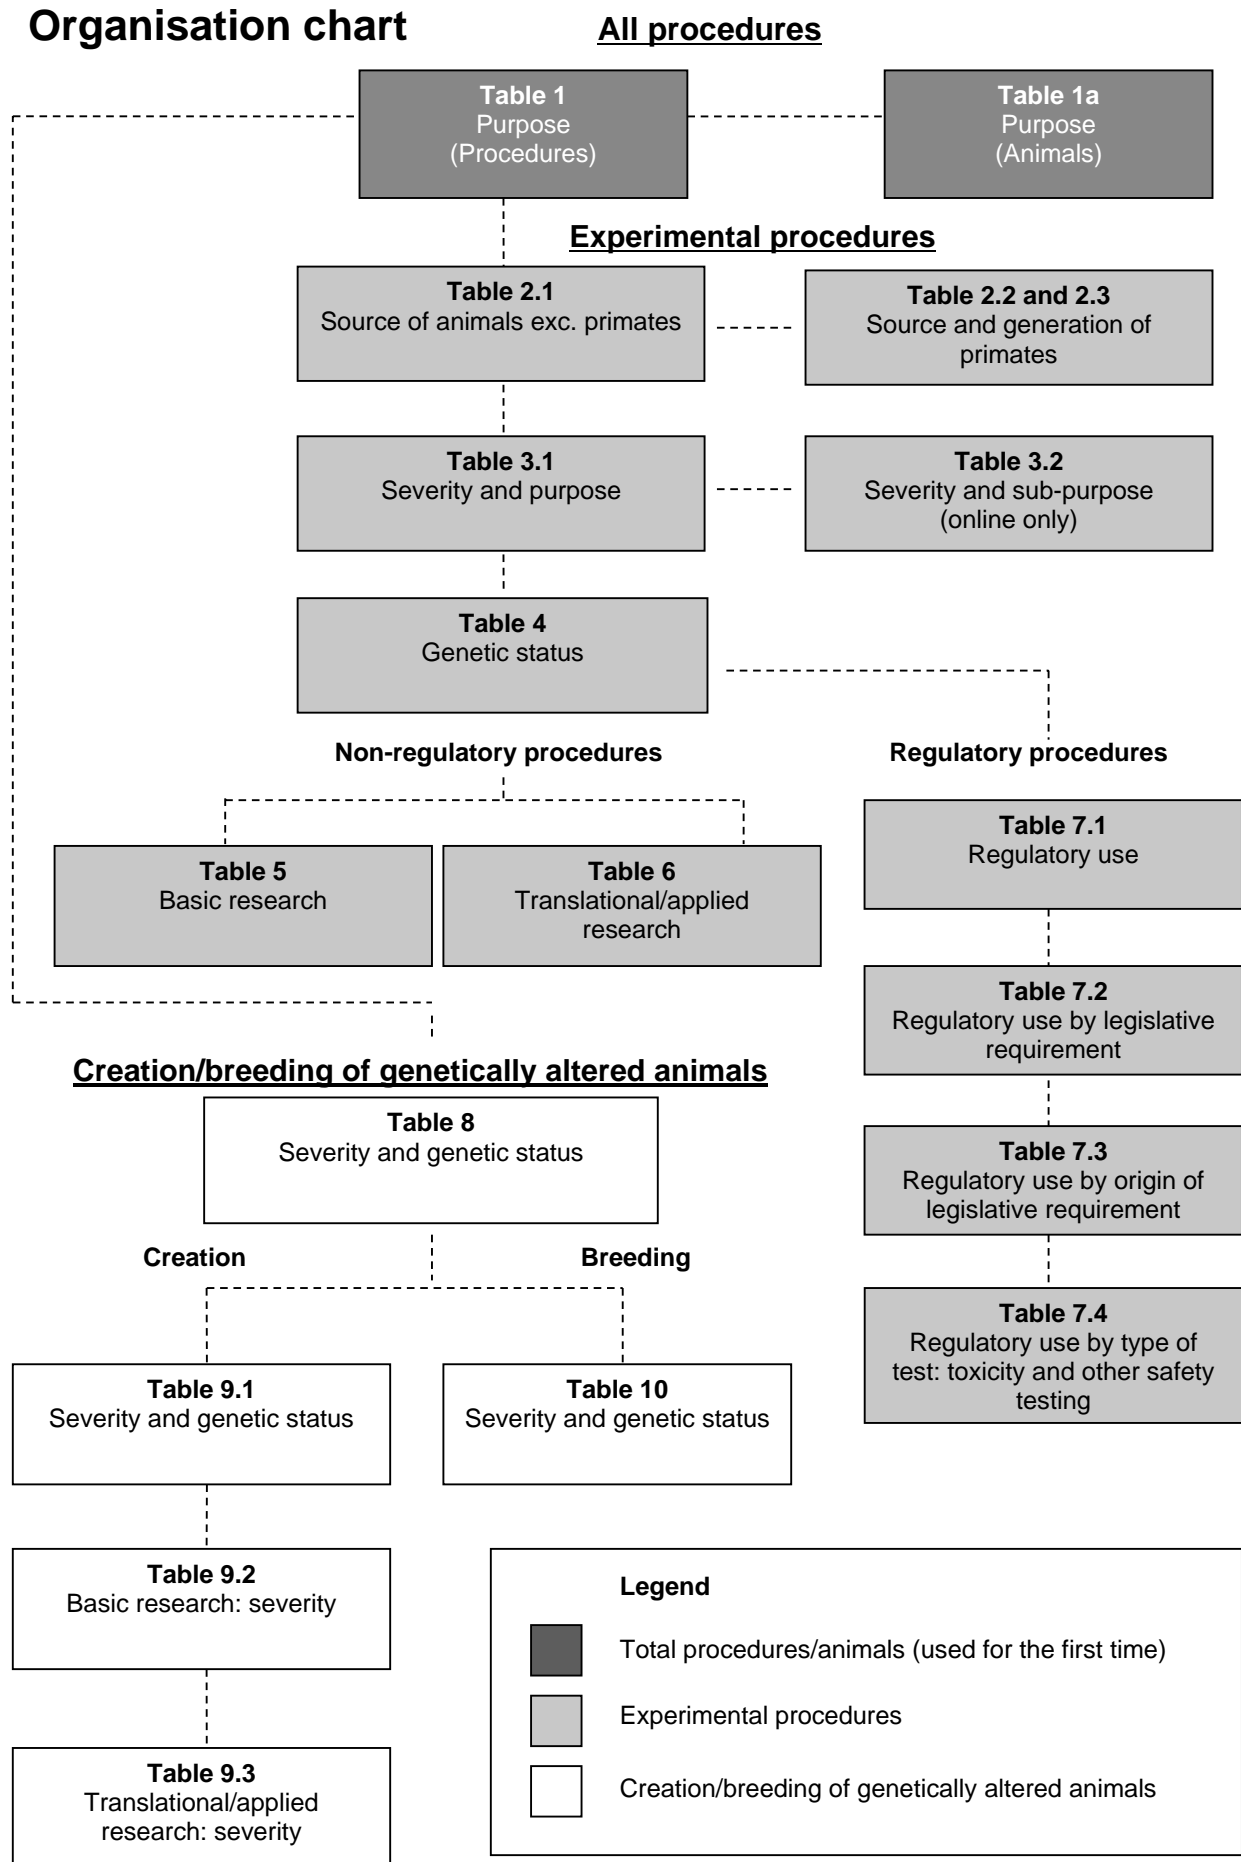 Organisation chart
All procedures
Table 1
Purpose
(Procedures)
Table 1a
Purpose
(Animals)
Experimental procedures
Table 2.1
Source of animals exc. primates
Table 2.2 and 2.3
Source and generation of
primates
Table 3.1
Severity and purpose
Table 3.2
Severity and sub-purpose
(online only)
Table 4
Genetic status
Non-regulatory procedures
Regulatory procedures
Table 5
Basic research
Table 6
Translational/applied
research
Table 7.1
Regulatory use
Table 7.2
Regulatory use by legislative
requirement
Table 7.3
Regulatory use by origin of
legislative requirement
Table 7.4
Regulatory use by type of
test: toxicity and other safety
testing
Creation/breeding of genetically altered animals
Table 8
Severity and genetic status
Creation
Breeding
Table 9.1
Severity and genetic status
Table 10
Severity and genetic status
Table 9.2
Basic research: severity
Table 9.3
Translational/applied
research: severity
Legend
Total procedures/animals (used for the first time)
Experimental procedures
Creation/breeding of genetically altered animals